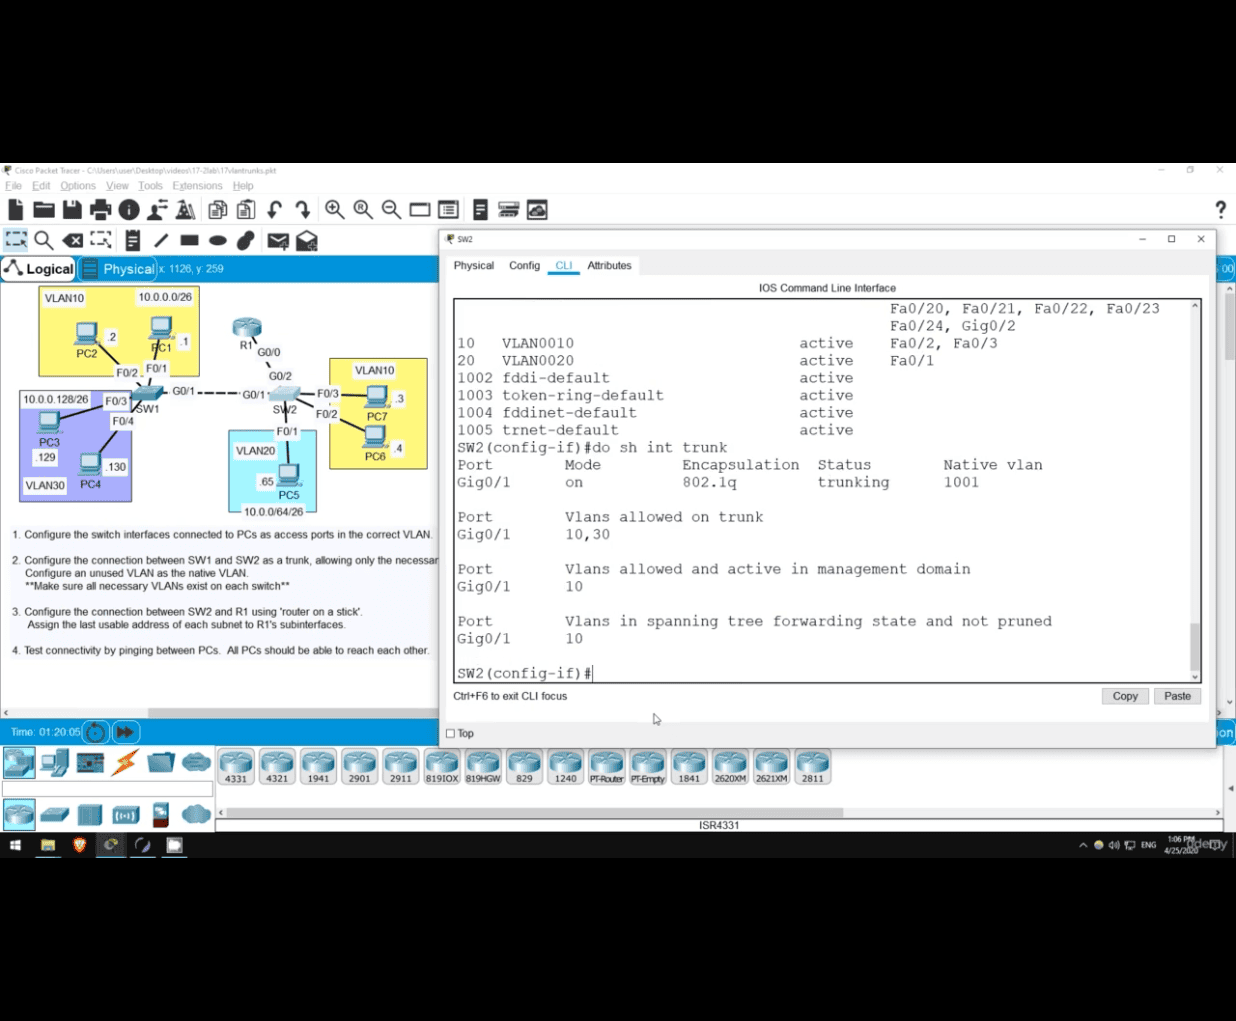 Cisco Packet Tracer - C:\Users\user\Desktop\videos\17-2lab\17vlantrunks.pkt
File Edit Options View Tools Extensions Help
?
Logical Physical x: 1126, y: 259
SW2
Physical Config CLI Attributes
IOS Command Line Interface
Fa0/20, Fa0/21, Fa0/22, Fa0/23
Fa0/24, Gig0/2
10 VLAN0010 active Fa0/2, Fa0/3
20 VLAN0020 active Fa0/1
1002 fddi-default active
1003 token-ring-default active
1004 fddinet-default active
1005 trnet-default active
SW2(config-if)#do sh int trunk
Port Mode Encapsulation Status Native vlan
Gig0/1 on 802.1q trunking 1001
Port Vlans allowed on trunk
Gig0/1 10,30
Port Vlans allowed and active in management domain
Gig0/1 10
Port Vlans in spanning tree forwarding state and not pruned
Gig0/1 10
SW2(config-if)#
Ctrl+F6 to exit CLI focus
Copy Paste
Top
VLAN10 10.0.0.0/26
.2 .1
PC2 PC1
F0/2 F0/1
R1
G0/0
G0/2
VLAN10
10.0.0.128/26 F0/3 G0/1 G0/1 F0/3 .3
SW1 SW2 F0/2 PC7
F0/4 F0/1
PC3 .4
.129 VLAN20 PC6
.130
VLAN30 PC4 .65 PC5
10.0.0/64/26
1. Configure the switch interfaces connected to PCs as access ports in the correct VLAN.
2. Configure the connection between SW1 and SW2 as a trunk, allowing only the necessar
Configure an unused VLAN as the native VLAN.
**Make sure all necessary VLANs exist on each switch**
3. Configure the connection between SW2 and R1 using 'router on a stick'.
Assign the last usable address of each subnet to R1's subinterfaces.
4. Test connectivity by pinging between PCs. All PCs should be able to reach each other.
Time: 01:20:05
4331 4321 1941 2901 2911 819IOX 819HGW 829 1240 PT-Router PT-Empty 1841 2620XM 2621XM 2811
ISR4331
ENG 1:06 PM
4/25/2020
udemy